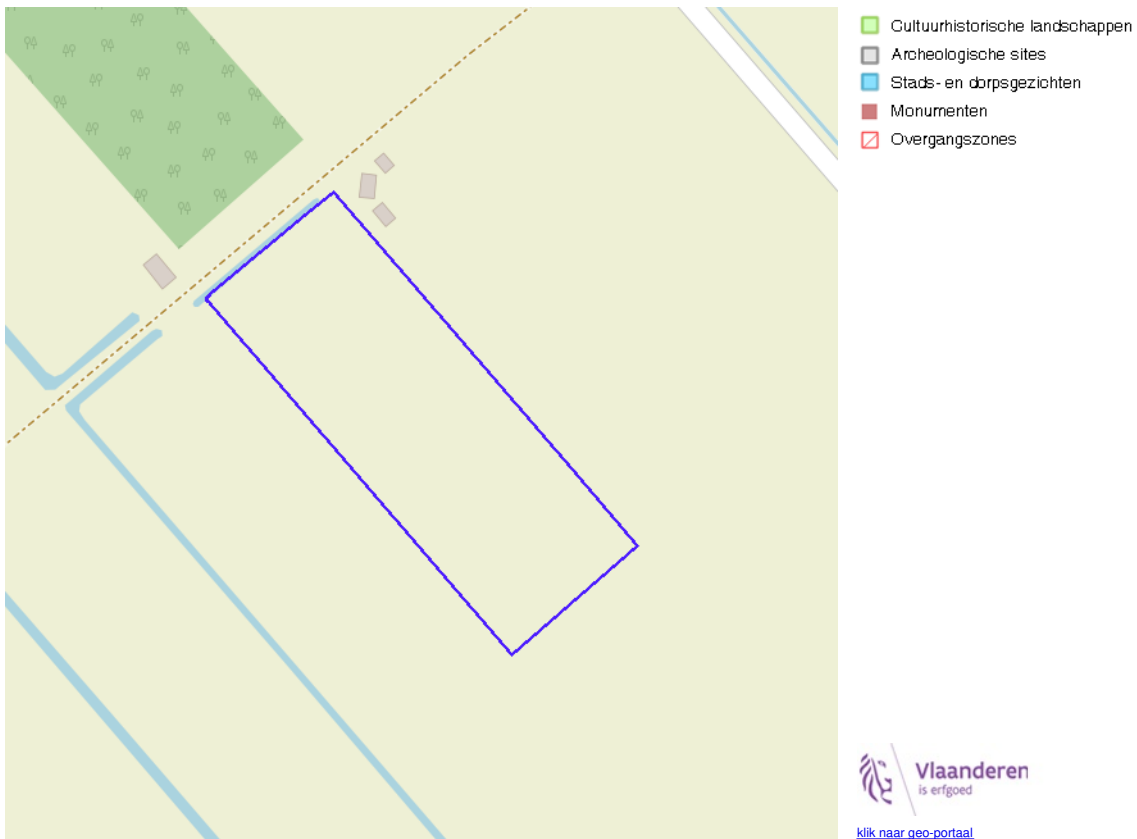 Cultuurhistorische landschappen
Archeologische sites
Stads- en dorpsgezichten
Monumenten
Overgangszones
Vlaanderen
is erfgoed
klik naar geo-portaal